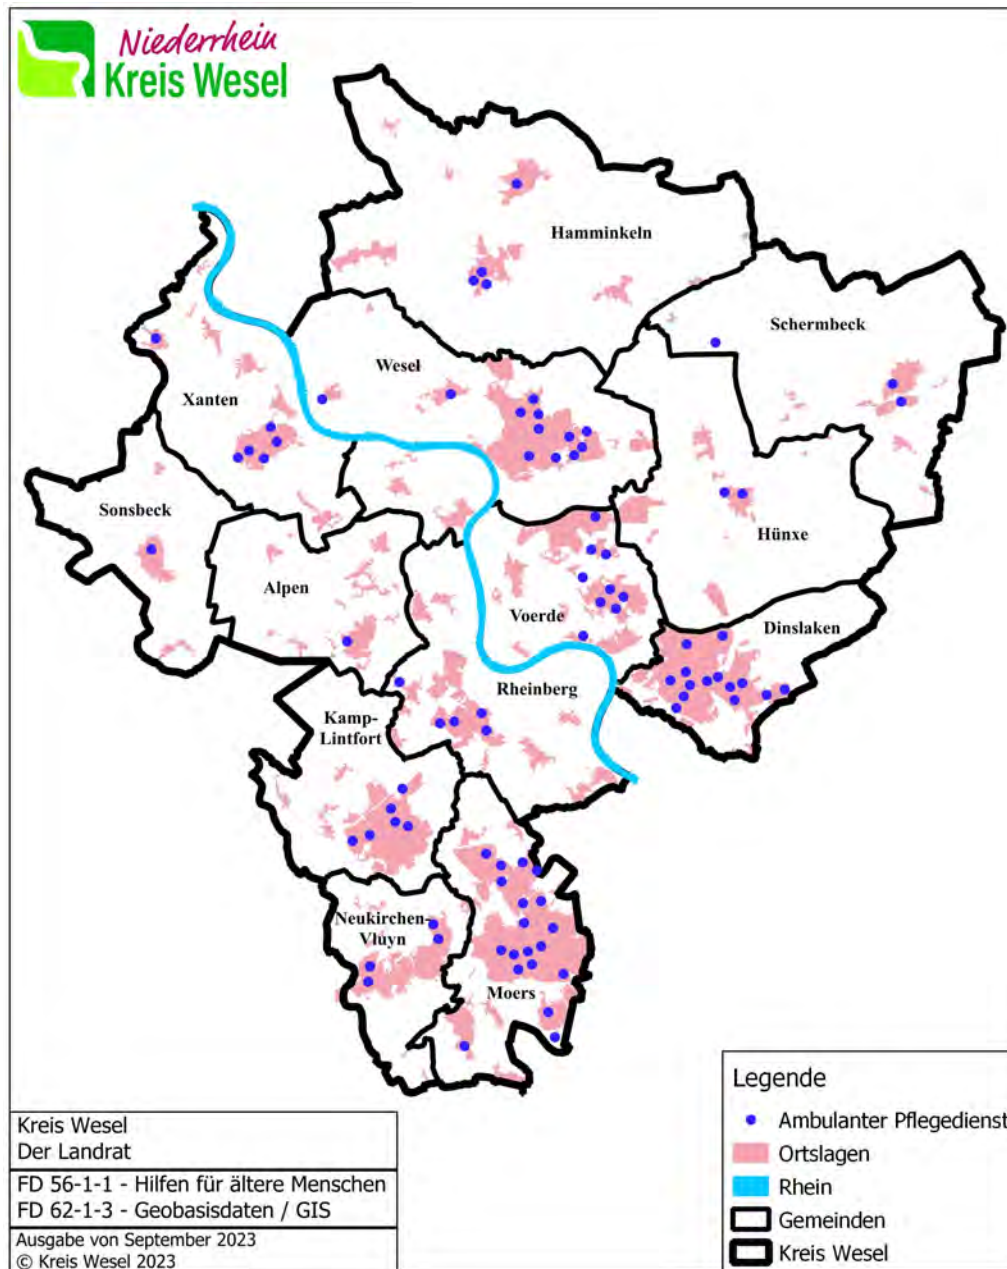 Niederrhein
Kreis Wesel
Hamminkeln
Schermbeck
Wesel
Xanten
Sonsbeck
Hünxe
Alpen
Voerde
Dinslaken
Rheinberg
Kamp-
Lintfort
Neukirchen-
Vluyn
Moers
Legende
Ambulanter Pflegedienst
Ortslagen
Rhein
Gemeinden
Kreis Wesel
Kreis Wesel
Der Landrat
FD 56-1-1 - Hilfen für ältere Menschen
FD 62-1-3 - Geobasisdaten / GIS
Ausgabe von September 2023
© Kreis Wesel 2023